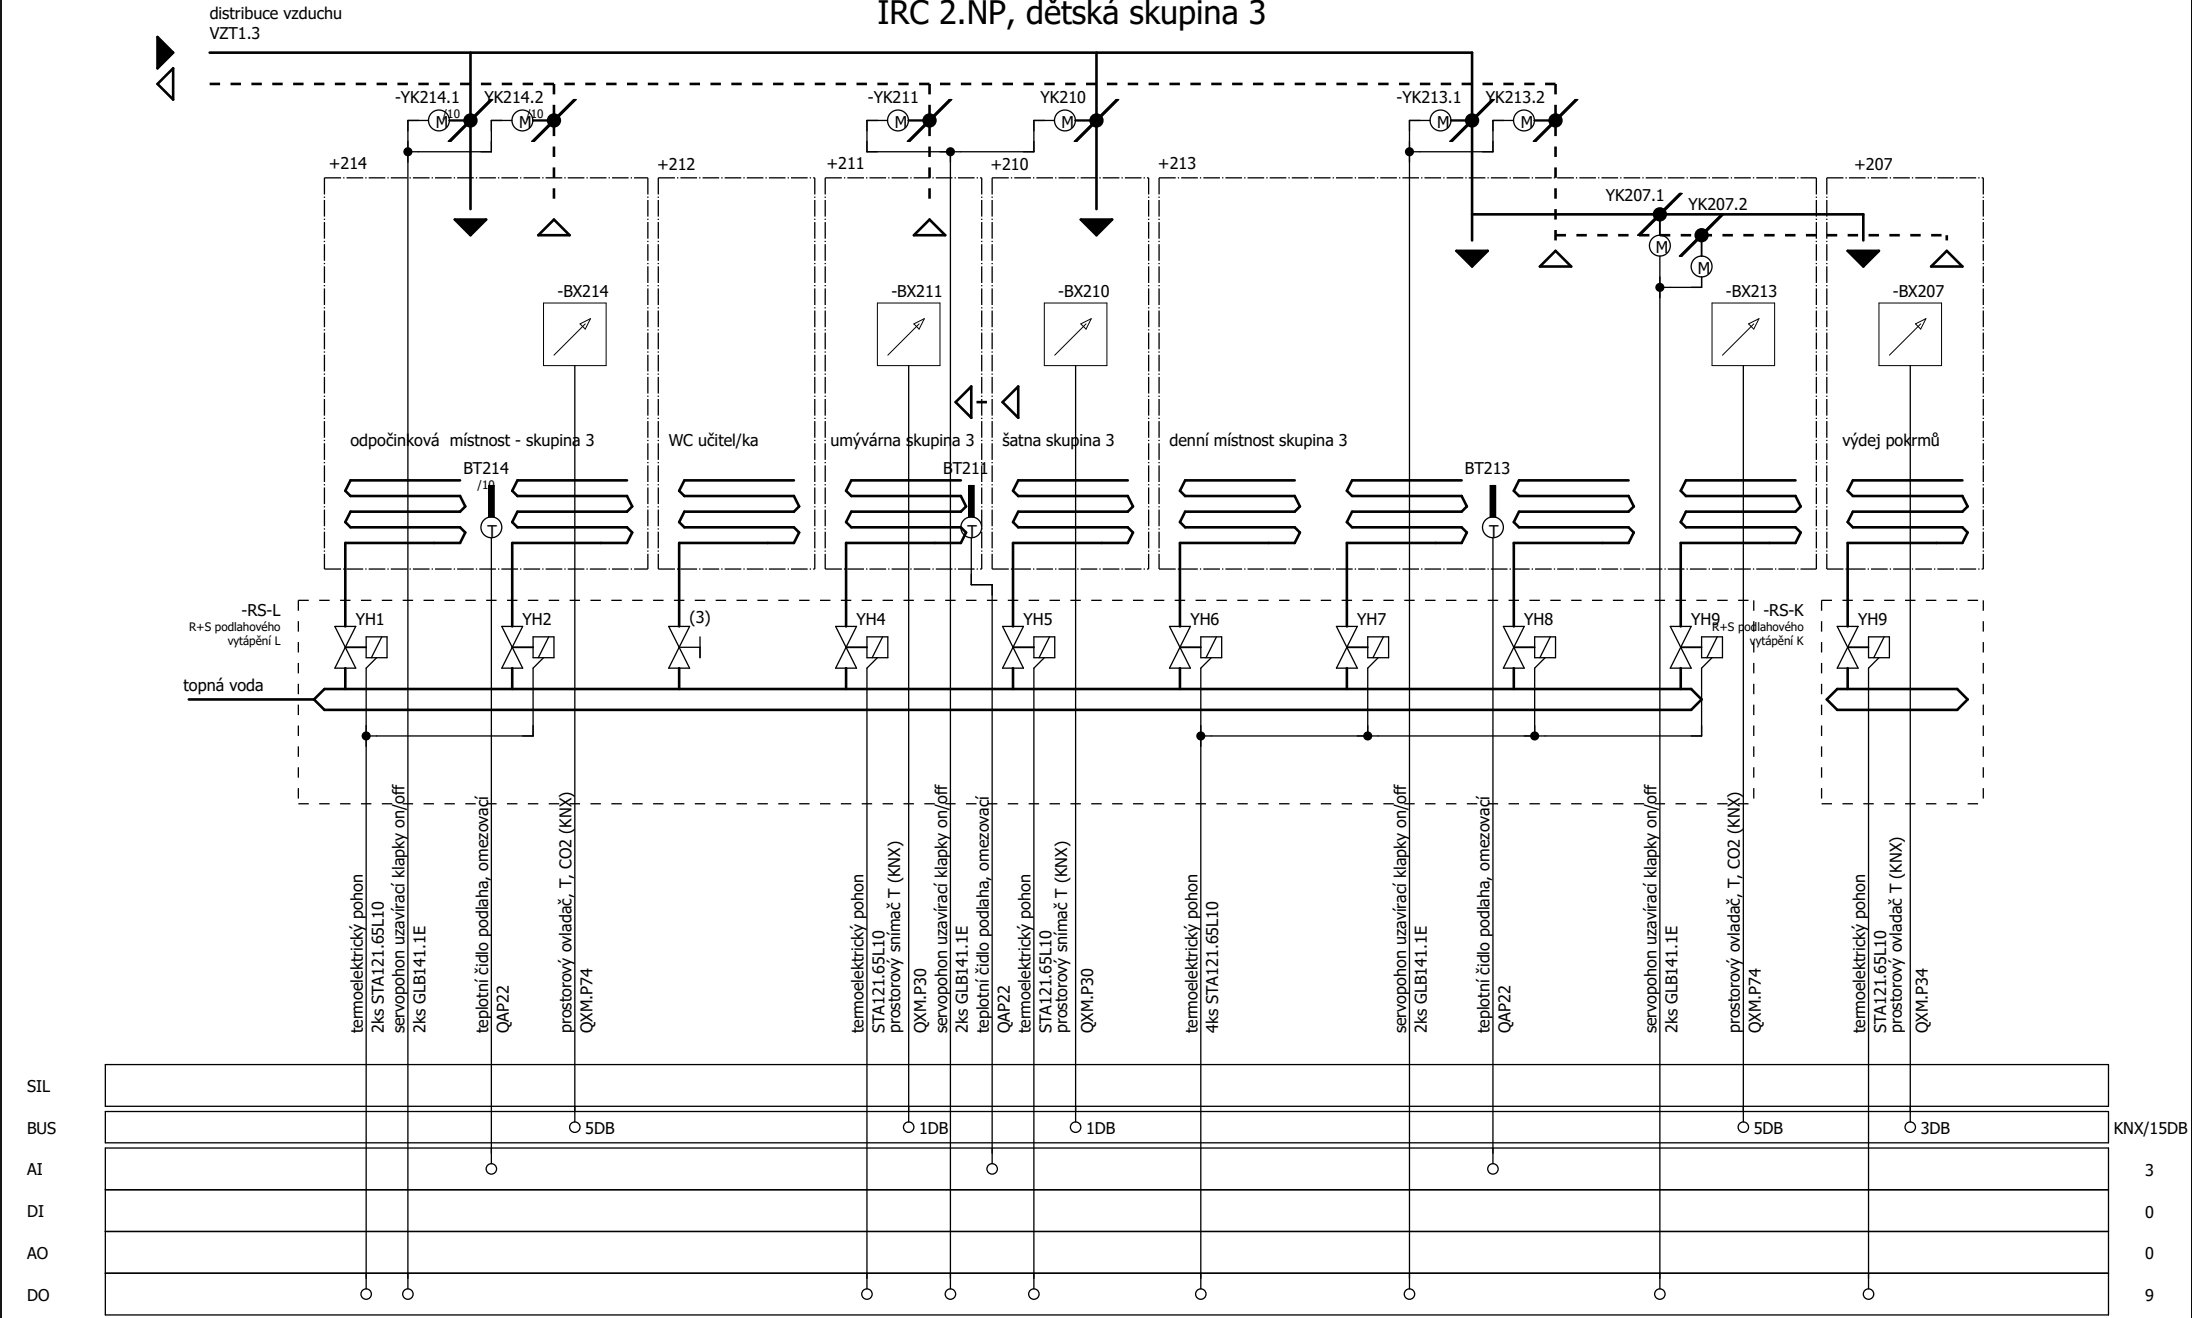 IRC 2.NP, dětská skupina 3
distribuce vzduchu
VZT1.3
-YK214.1
/10
M
YK214.2
/10
M
-YK211
M
YK210
M
-YK213.1
M
YK213.2
M
+214
+212
+211
+210
+213
+207
YK207.1
M
YK207.2
M
-BX214
-BX211
-BX210
-BX213
-BX207
odpočinková místnost - skupina 3
WC učitel/ka
umývárna skupina 3
šatna skupina 3
denní místnost skupina 3
výdej pokrmů
BT214
/10
T
BT211
T
BT213
T
-RS-L
R+S podlahového
vytápění L
YH1
YH2
(3)
YH4
YH5
YH6
YH7
YH8
YH9
-RS-K
R+S podlahového
vytápění K
YH9
topná voda
termoelektrický pohon
2ks STA121.65L10
servopohon uzavírací klapky on/off
2ks GLB141.1E
teplotní čidlo podlaha, omezovací
QAP22
prostorový ovladač, T, CO2 (KNX)
QXM.P74
termoelektrický pohon
STA121.65L10
prostorový snímač T (KNX)
QXM.P30
servopohon uzavírací klapky on/off
2ks GLB141.1E
teplotní čidlo podlaha, omezovací
QAP22
termoelektrický pohon
STA121.65L10
prostorový snímač T (KNX)
QXM.P30
termoelektrický pohon
4ks STA121.65L10
servopohon uzavírací klapky on/off
2ks GLB141.1E
teplotní čidlo podlaha, omezovací
QAP22
servopohon uzavírací klapky on/off
2ks GLB141.1E
prostorový ovladač, T, CO2 (KNX)
QXM.P74
termoelektrický pohon
STA121.65L10
prostorový ovladač T (KNX)
QXM.P34
SIL
BUS
5DB
1DB
1DB
5DB
3DB
KNX/15DB
AI
3
DI
0
AO
0
DO
9